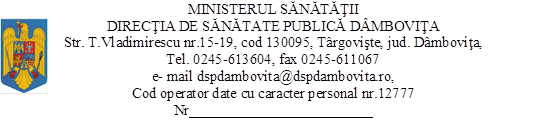 MINISTERUL SĂNĂTĂŢII
DIRECŢIA DE SĂNĂTATE PUBLICĂ DÂMBOVIŢA
Str. T.Vladimirescu nr.15-19, cod 130095, Târgovişte, jud. Dâmboviţa,
Tel. 0245-613604, fax 0245-611067
e- mail dspdambovita@dspdambovita.ro,
Cod operator date cu caracter personal nr.12777
Nr_________________________